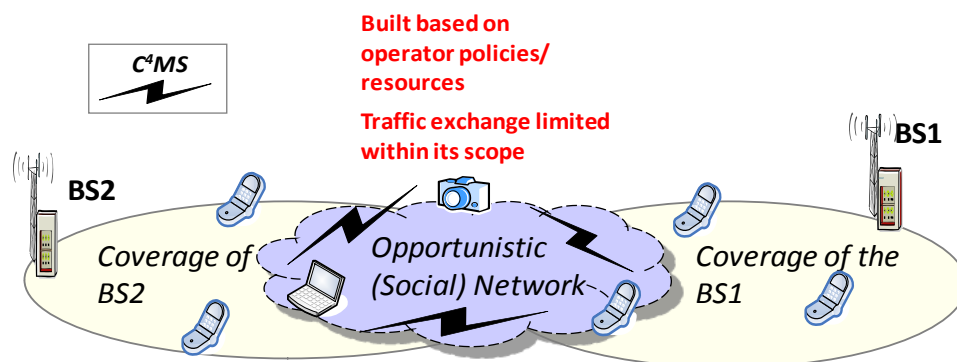 C⁴MS
Built based on
operator policies/
resources
Traffic exchange limited
within its scope
BS2
BS1
Coverage of
BS2
Opportunistic
(Social) Network
Coverage of the
BS1